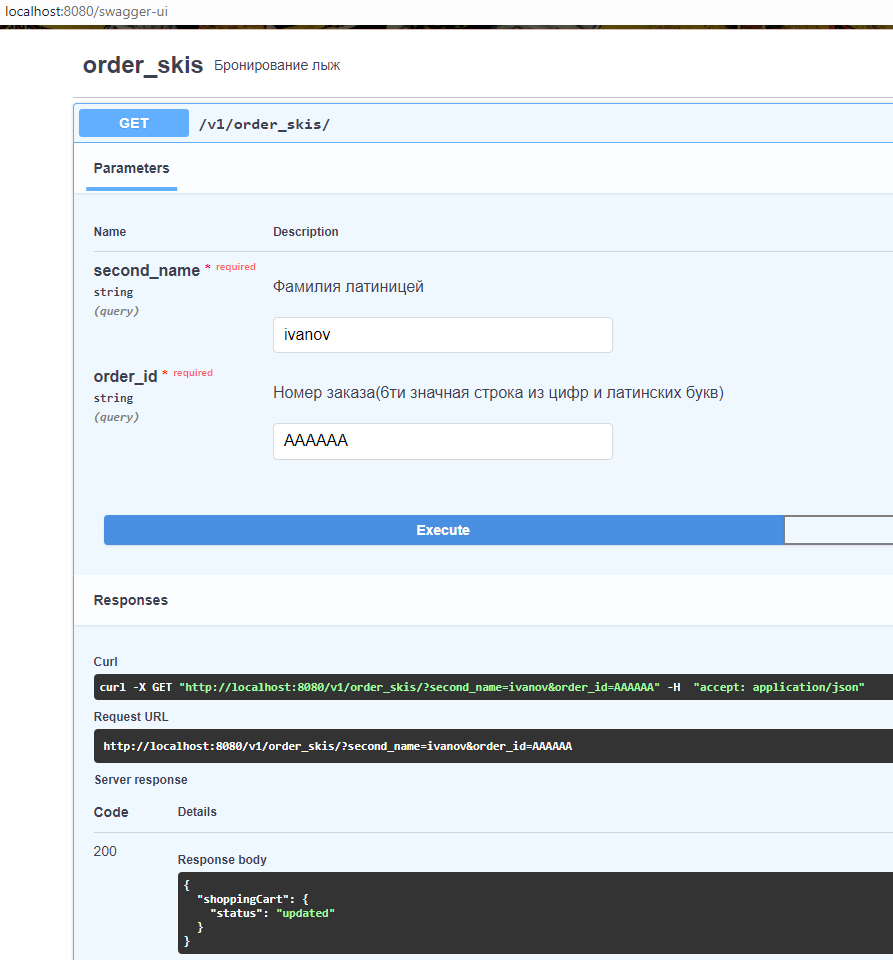 localhost:8080/swagger-ui
order_skis Бронирование лыж
GET /v1/order_skis/
Parameters
Name Description
second_name * required
string
(query)
Фамилия латиницей
ivanov
order_id * required
string
(query)
Номер заказа(6ти значная строка из цифр и латинских букв)
AAAAAA
Execute
Responses
Curl
curl -X GET "http://localhost:8080/v1/order_skis/?second_name=ivanov&order_id=AAAAAA" -H  "accept: application/json"
Request URL
http://localhost:8080/v1/order_skis/?second_name=ivanov&order_id=AAAAAA
Server response
Code Details
200
Response body
{
  "shoppingCart": {
    "status": "updated"
  }
}